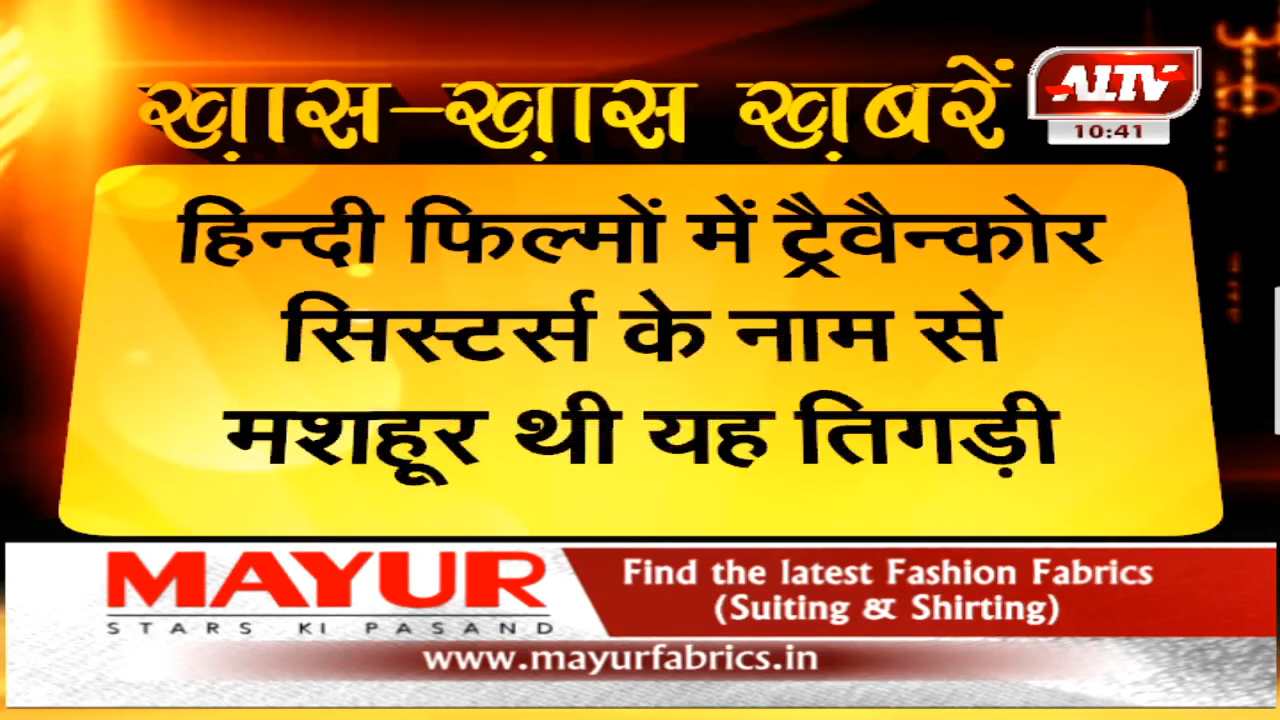 ख़ास-ख़ास ख़बरें
ALTV
10:41
हिन्दी फिल्मों में ट्रैवैन्कोर
सिस्टर्स के नाम से
मशहूर थी यह तिगड़ी
MAYUR
STARS KI PASAND
Find the latest Fashion Fabrics
(Suiting & Shirting)
www.mayurfabrics.in